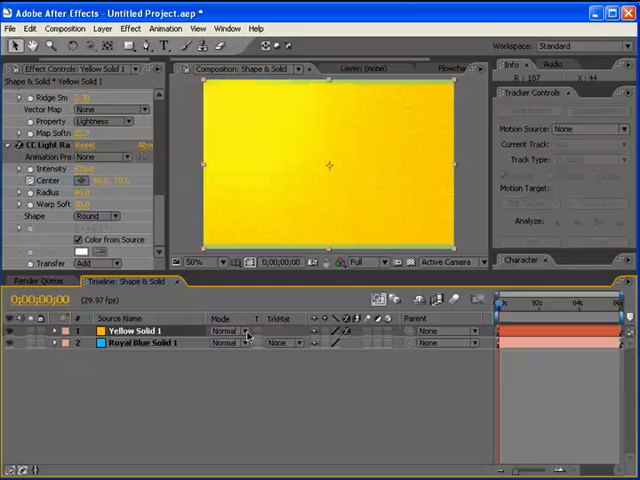 Adobe After Effects - Untitled Project.aep *
File Edit Composition Layer Effect Animation View Window Help
Workspace: Standard
Effect Controls: Yellow Solid 1
Composition: Shape & Solid
Layer: (none)
Flowcha
Info
Audio
Shape & Solid * Yellow Solid 1
R: 187 X: 44
Ridge Sm
Tracker Controls
Vector Map None
Property Lightness
Map Softn
Motion Source: None
CC Light Ra Reset Abou
Current Track:
Animation Pre None
Track Type:
Intensity
Center
Motion Target:
Radius
Warp Soft
Analyze:
Shape Round
Color from Source
Transfer Add
50%
0;00;00;00
Full
Active Camera
Character
Render Queue
Timeline: Shape & Solid
0;00;00;00 (29.97 fps)
# Source Name Mode T TrkMat Parent
1 Yellow Solid 1 Normal None
2 Royal Blue Solid 1 Normal None None